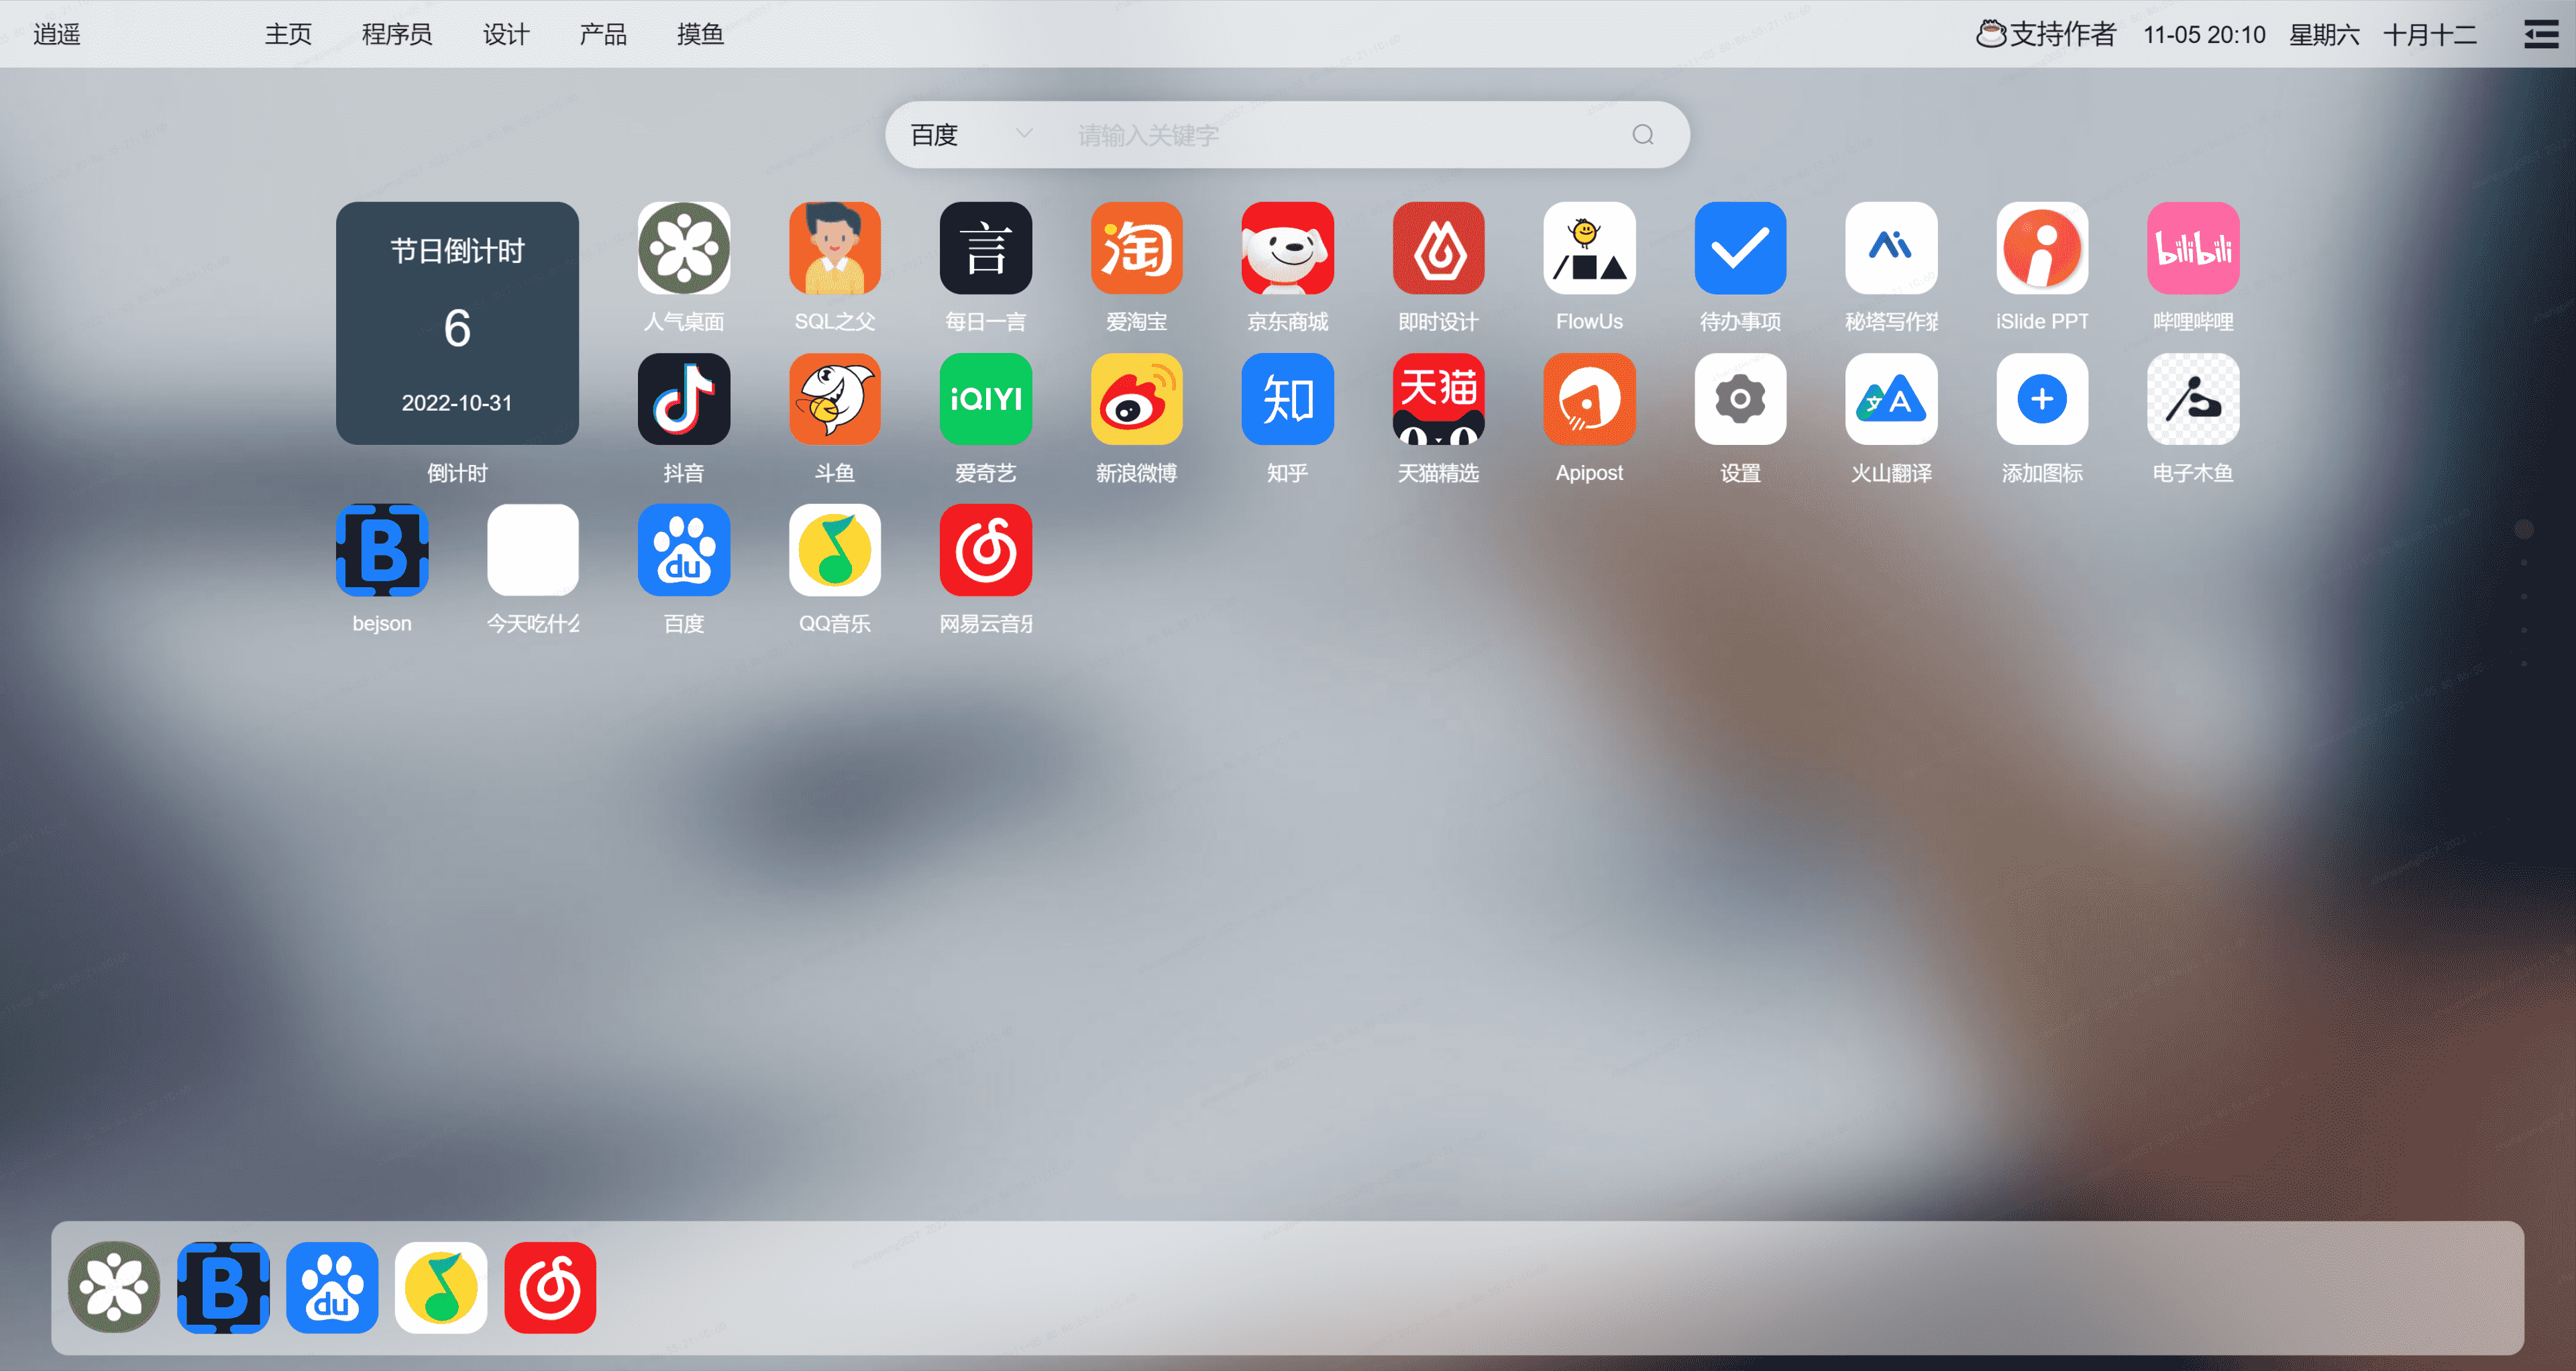 逍遥 主页 程序员 设计 产品 摸鱼 支持作者 11-05 20:10 星期六 十月十二
百度 请输入关键字
节日倒计时
6
2022-10-31
倒计时
言 淘 bilibili
人气桌面 SQL之父 每日一言 爱淘宝 京东商城 即时设计 FlowUs 待办事项 秘塔写作猫 iSlide PPT 哔哩哔哩
iQIYI 知 天猫 文 A
抖音 斗鱼 爱奇艺 新浪微博 知乎 天猫精选 Apipost 设置 火山翻译 添加图标 电子木鱼
B du
bejson 今天吃什么 百度 QQ音乐 网易云音乐
B du